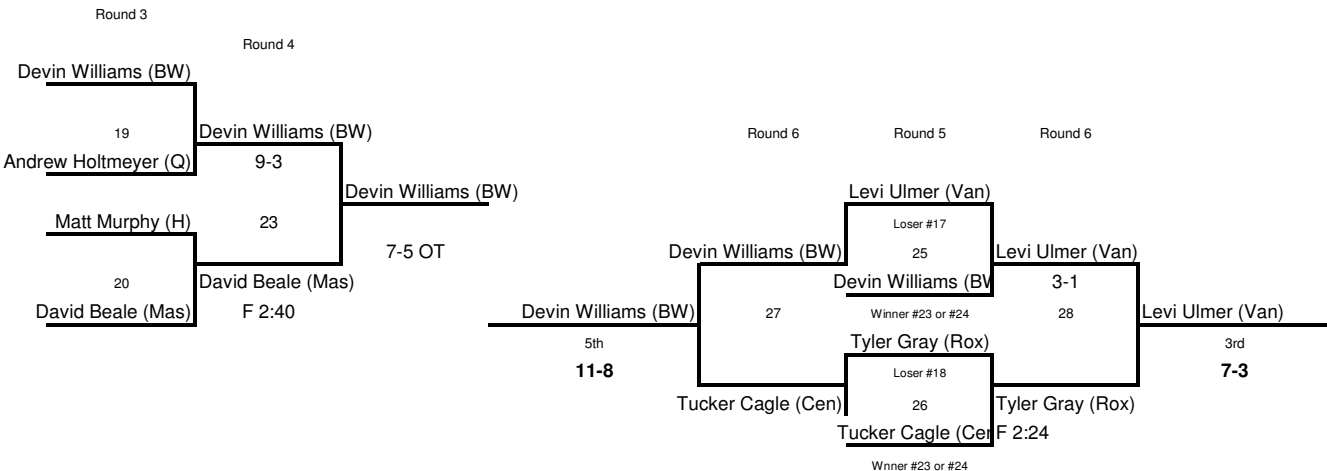 Round 3
Round 4
Devin Williams (BW)
19
Devin Williams (BW)
Andrew Holtmeyer (Q)
9-3
Devin Williams (BW)
Matt Murphy (H)
23
7-5 OT
20
David Beale (Mas)
David Beale (Mas)
F 2:40
Round 6
Round 5
Round 6
Levi Ulmer (Van)
Loser #17
Devin Williams (BW)
25
Levi Ulmer (Van)
Devin Williams (BW
3-1
Devin Williams (BW)
27
Winner #23 or #24
28
Levi Ulmer (Van)
5th
Tyler Gray (Rox)
3rd
11-8
Loser #18
7-3
Tucker Cagle (Cen)
26
Tyler Gray (Rox)
Tucker Cagle (Cen
F 2:24
Wnner #23 or #24